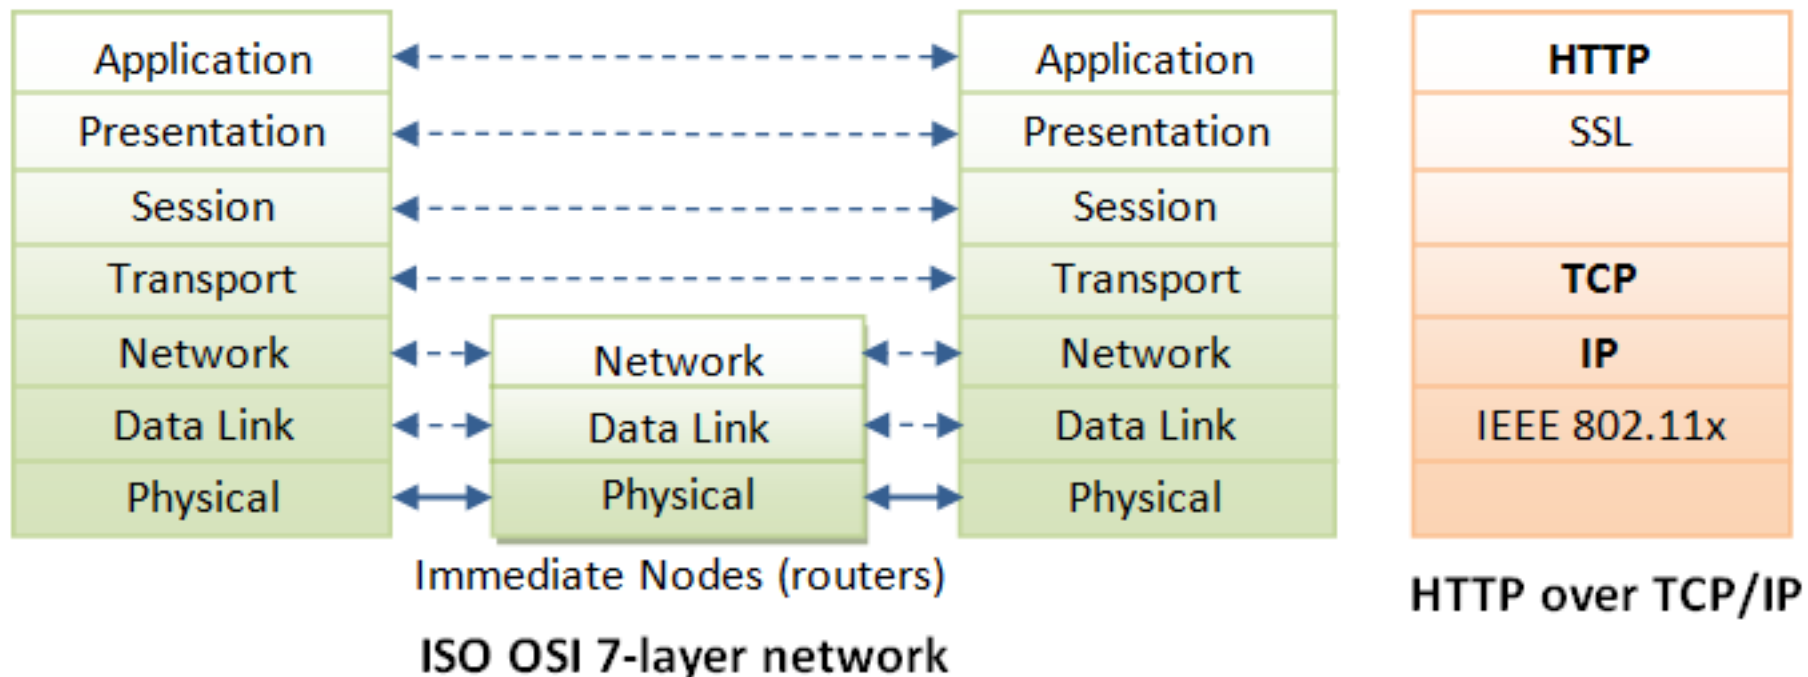 Application
Presentation
Session
Transport
Network
Data Link
Physical
Network
Data Link
Physical
Immediate Nodes (routers)
Application
Presentation
Session
Transport
Network
Data Link
Physical
ISO OSI 7-layer network
HTTP
SSL
TCP
IP
IEEE 802.11x
HTTP over TCP/IP